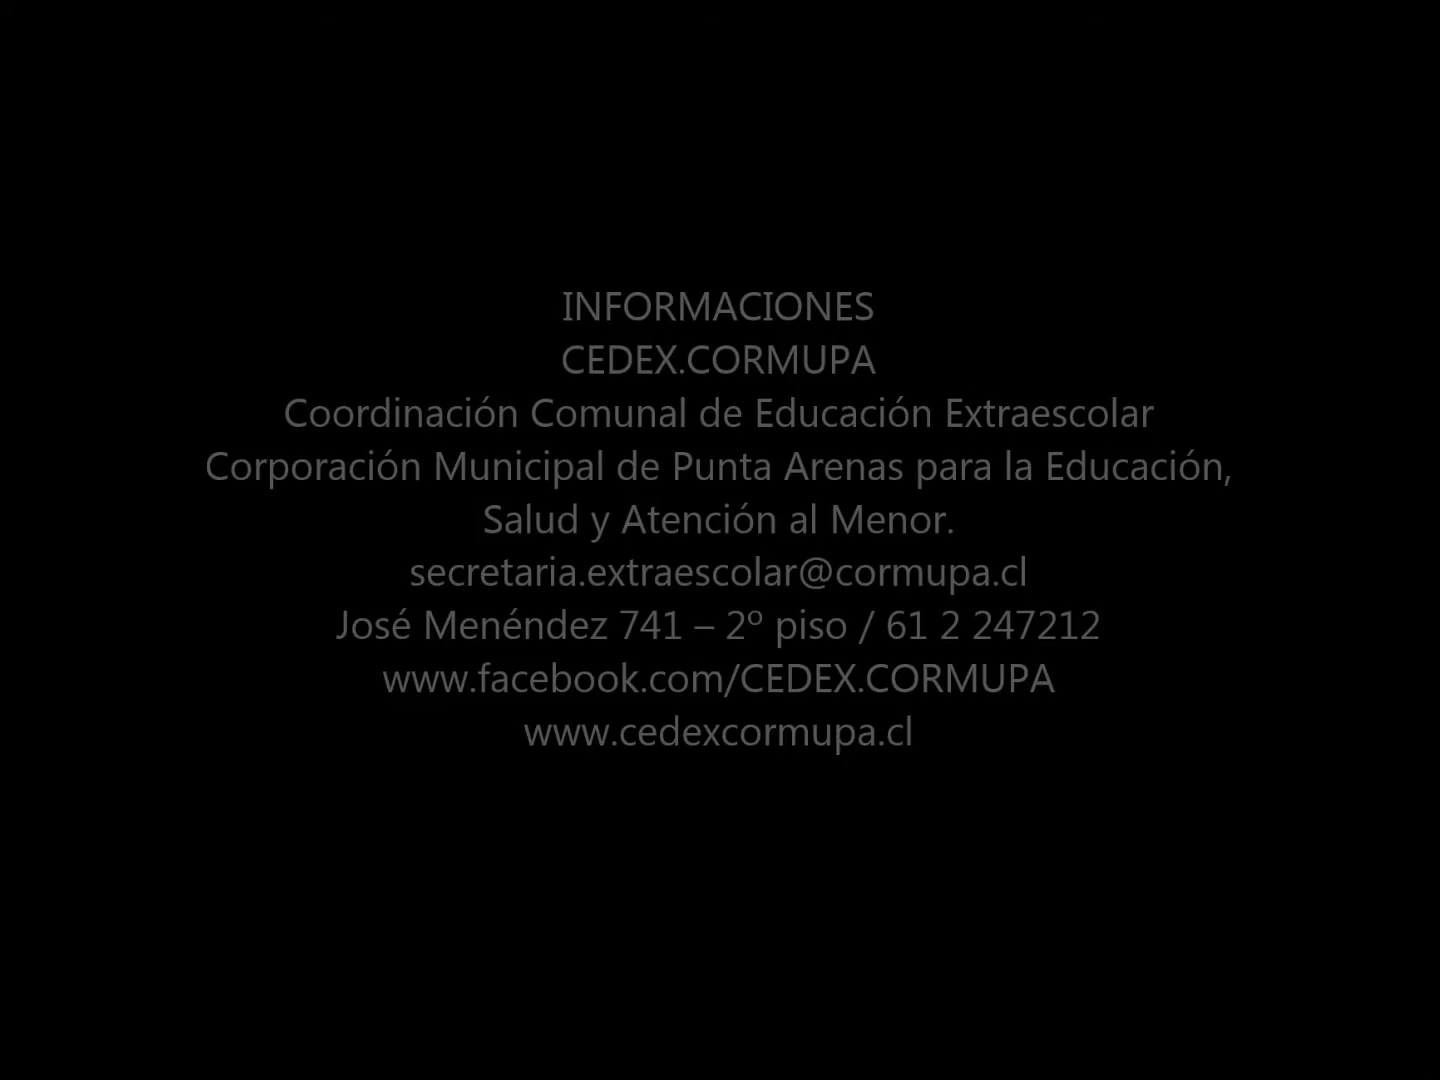 INFORMACIONES
CEDEX.CORMUPA
Coordinación Comunal de Educación Extraescolar
Corporación Municipal de Punta Arenas para la Educación,
Salud y Atención al Menor.
secretaria.extraescolar@cormupa.cl
José Menéndez 741 – 2º piso / 61 2 247212
www.facebook.com/CEDEX.CORMUPA
www.cedexcormupa.cl